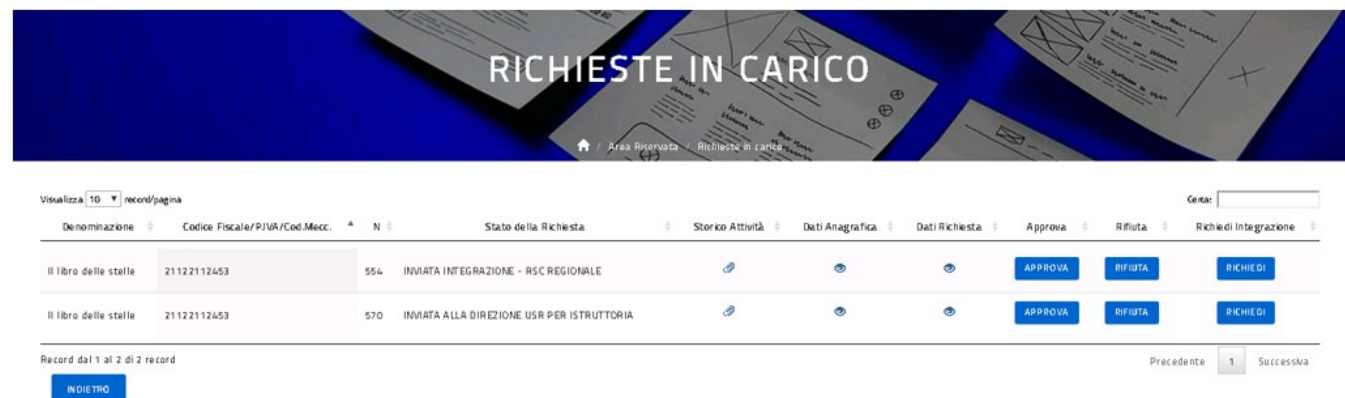 RICHIESTE IN CARICO
/ Area Riservata / Richieste in carico
Visualizza 10 record/pagina
Cerca:
Denominazione Codice Fiscale/P.IVA/Cod.Mecc. N Stato della Richiesta Storico Attività Dati Anagrafica Dati Richiesta Approva Rifiuta Richiedi Integrazione
Il libro delle stelle 21122112453 554 INVIATA INTEGRAZIONE - RSC REGIONALE APPROVA RIFIUTA RICHIEDI
Il libro delle stelle 21122112453 570 INVIATA ALLA DIREZIONE USR PER ISTRUTTORIA APPROVA RIFIUTA RICHIEDI
Record dal 1 al 2 di 2 record
Precedente 1 Successiva
INDIETRO